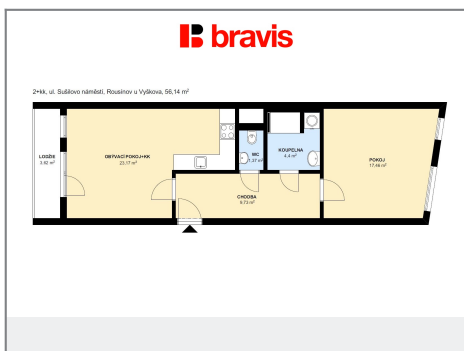 bravis
2+kk, ul. Sušilovo náměstí, Rousínov u Vyškova, 56,14 m²
LODŽIE
3.42 m²
OBÝVACÍ POKOJ+KK
23.17 m²
WC
1.37 m²
KOUPELNA
4.4 m²
POKOJ
17.46 m²
CHODBA
9.73 m²